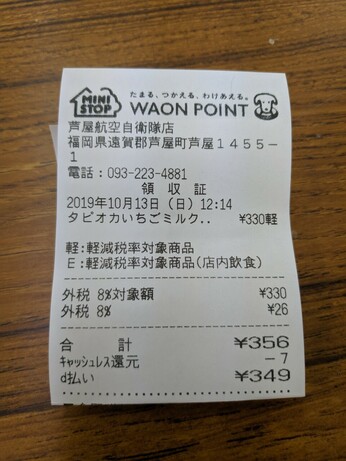 MINI STOP
たまる、つかえる、わけあえる。
WAON POINT
芦屋航空自衛隊店
福岡県遠賀郡芦屋町芦屋1455-
1
電話:093-223-4881
領収証
2019年10月13日(日)12:14
タピオカいちごミルク.. ¥330軽
軽:軽減税率対象商品
E:軽減税率対象商品(店内飲食)
外税 8%対象額 ¥330
外税 8% ¥26
合計 ¥356
キャッシュレス還元 -7
d払い ¥349